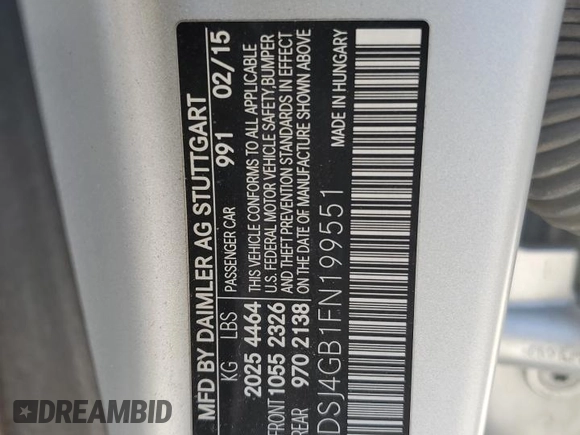 MFD BY DAIMLER AG STUTTGART
991 02/15
KG LBS PASSENGER CAR
2025 4464 THIS VEHICLE CONFORMS TO ALL APPLICABLE
U.S. FEDERAL MOTOR VEHICLE SAFETY,BUMPER
FRONT 1055 2326 AND THEFT PREVENTION STANDARDS IN EFFECT
REAR 970 2138 ON THE DATE OF MANUFACTURE SHOWN ABOVE
MADE IN HUNGARY
DSJ4GB1FN199551
RIDERSIDECARS.COM